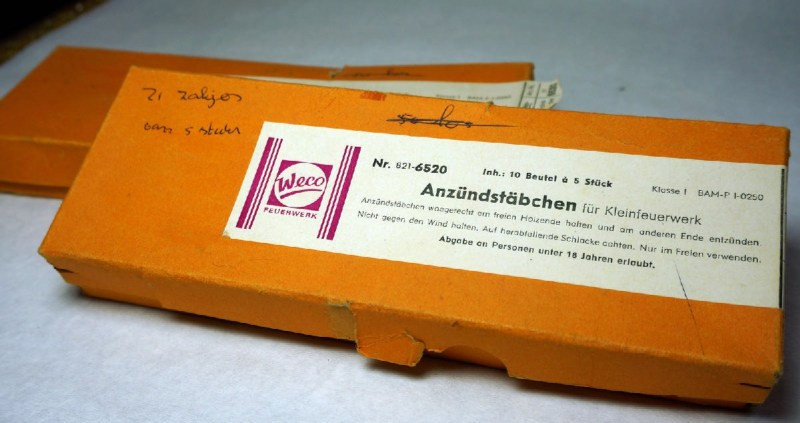 21 zakjes
van 5 stuks
Weco
FEUERWERK
Nr. 821-6520 Inh.: 10 Beutel à 5 Stück Klasse I BAM-P I-0250
Anzündstäbchen für Kleinfeuerwerk
Anzündstäbchen waagerecht am freien Holzende halten und am anderen Ende entzünden.
Nicht gegen den Wind halten. Auf herabfallende Schlacke achten. Nur im Freien verwenden.
Abgabe an Personen unter 18 Jahren erlaubt.